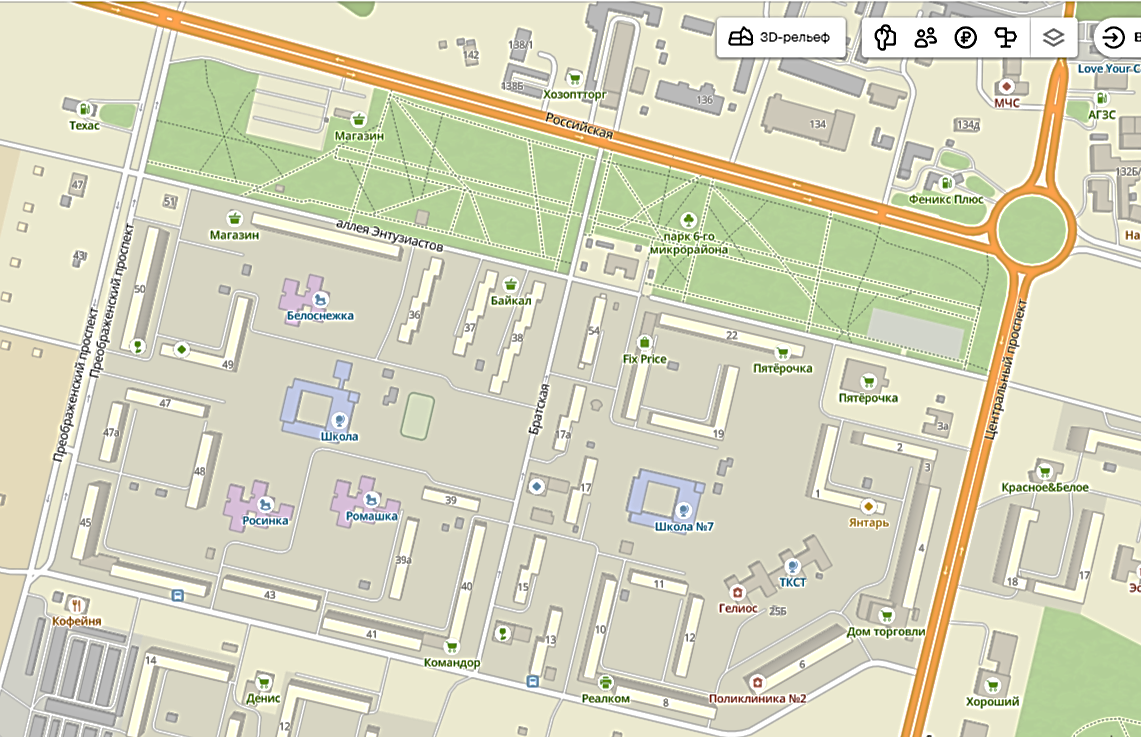 3D-рельеф
В
Love Your C
138/1
142
138Б
Хозоптторг
136
МЧС
АГЗС
Техас
Магазин
Российская
134
134д
132Б/
Феникс Плюс
47
51
На
Магазин
аллея Энтузиастов
парк 6-го
микрорайона
43
50
Белоснежка
Байкал
36
37
38
54
22
Преображенский проспект
Преображенский проспект
49
Fix Price
Пятёрочка
Пятёрочка
Центральный проспект
47
47а
Школа
Братская
17а
19
3а
2
3
48
Красное&Белое
45
Росинка
Ромашка
39
17
Школа №7
1
Янтарь
4
39а
40
15
11
ТКСТ
18
17
Эс
43
Гелиос
25Б
Кофейня
41
Командор
13
10
12
Дом торговли
14
6
Денис
Реалком
8
Поликлиника №2
Хороший
12